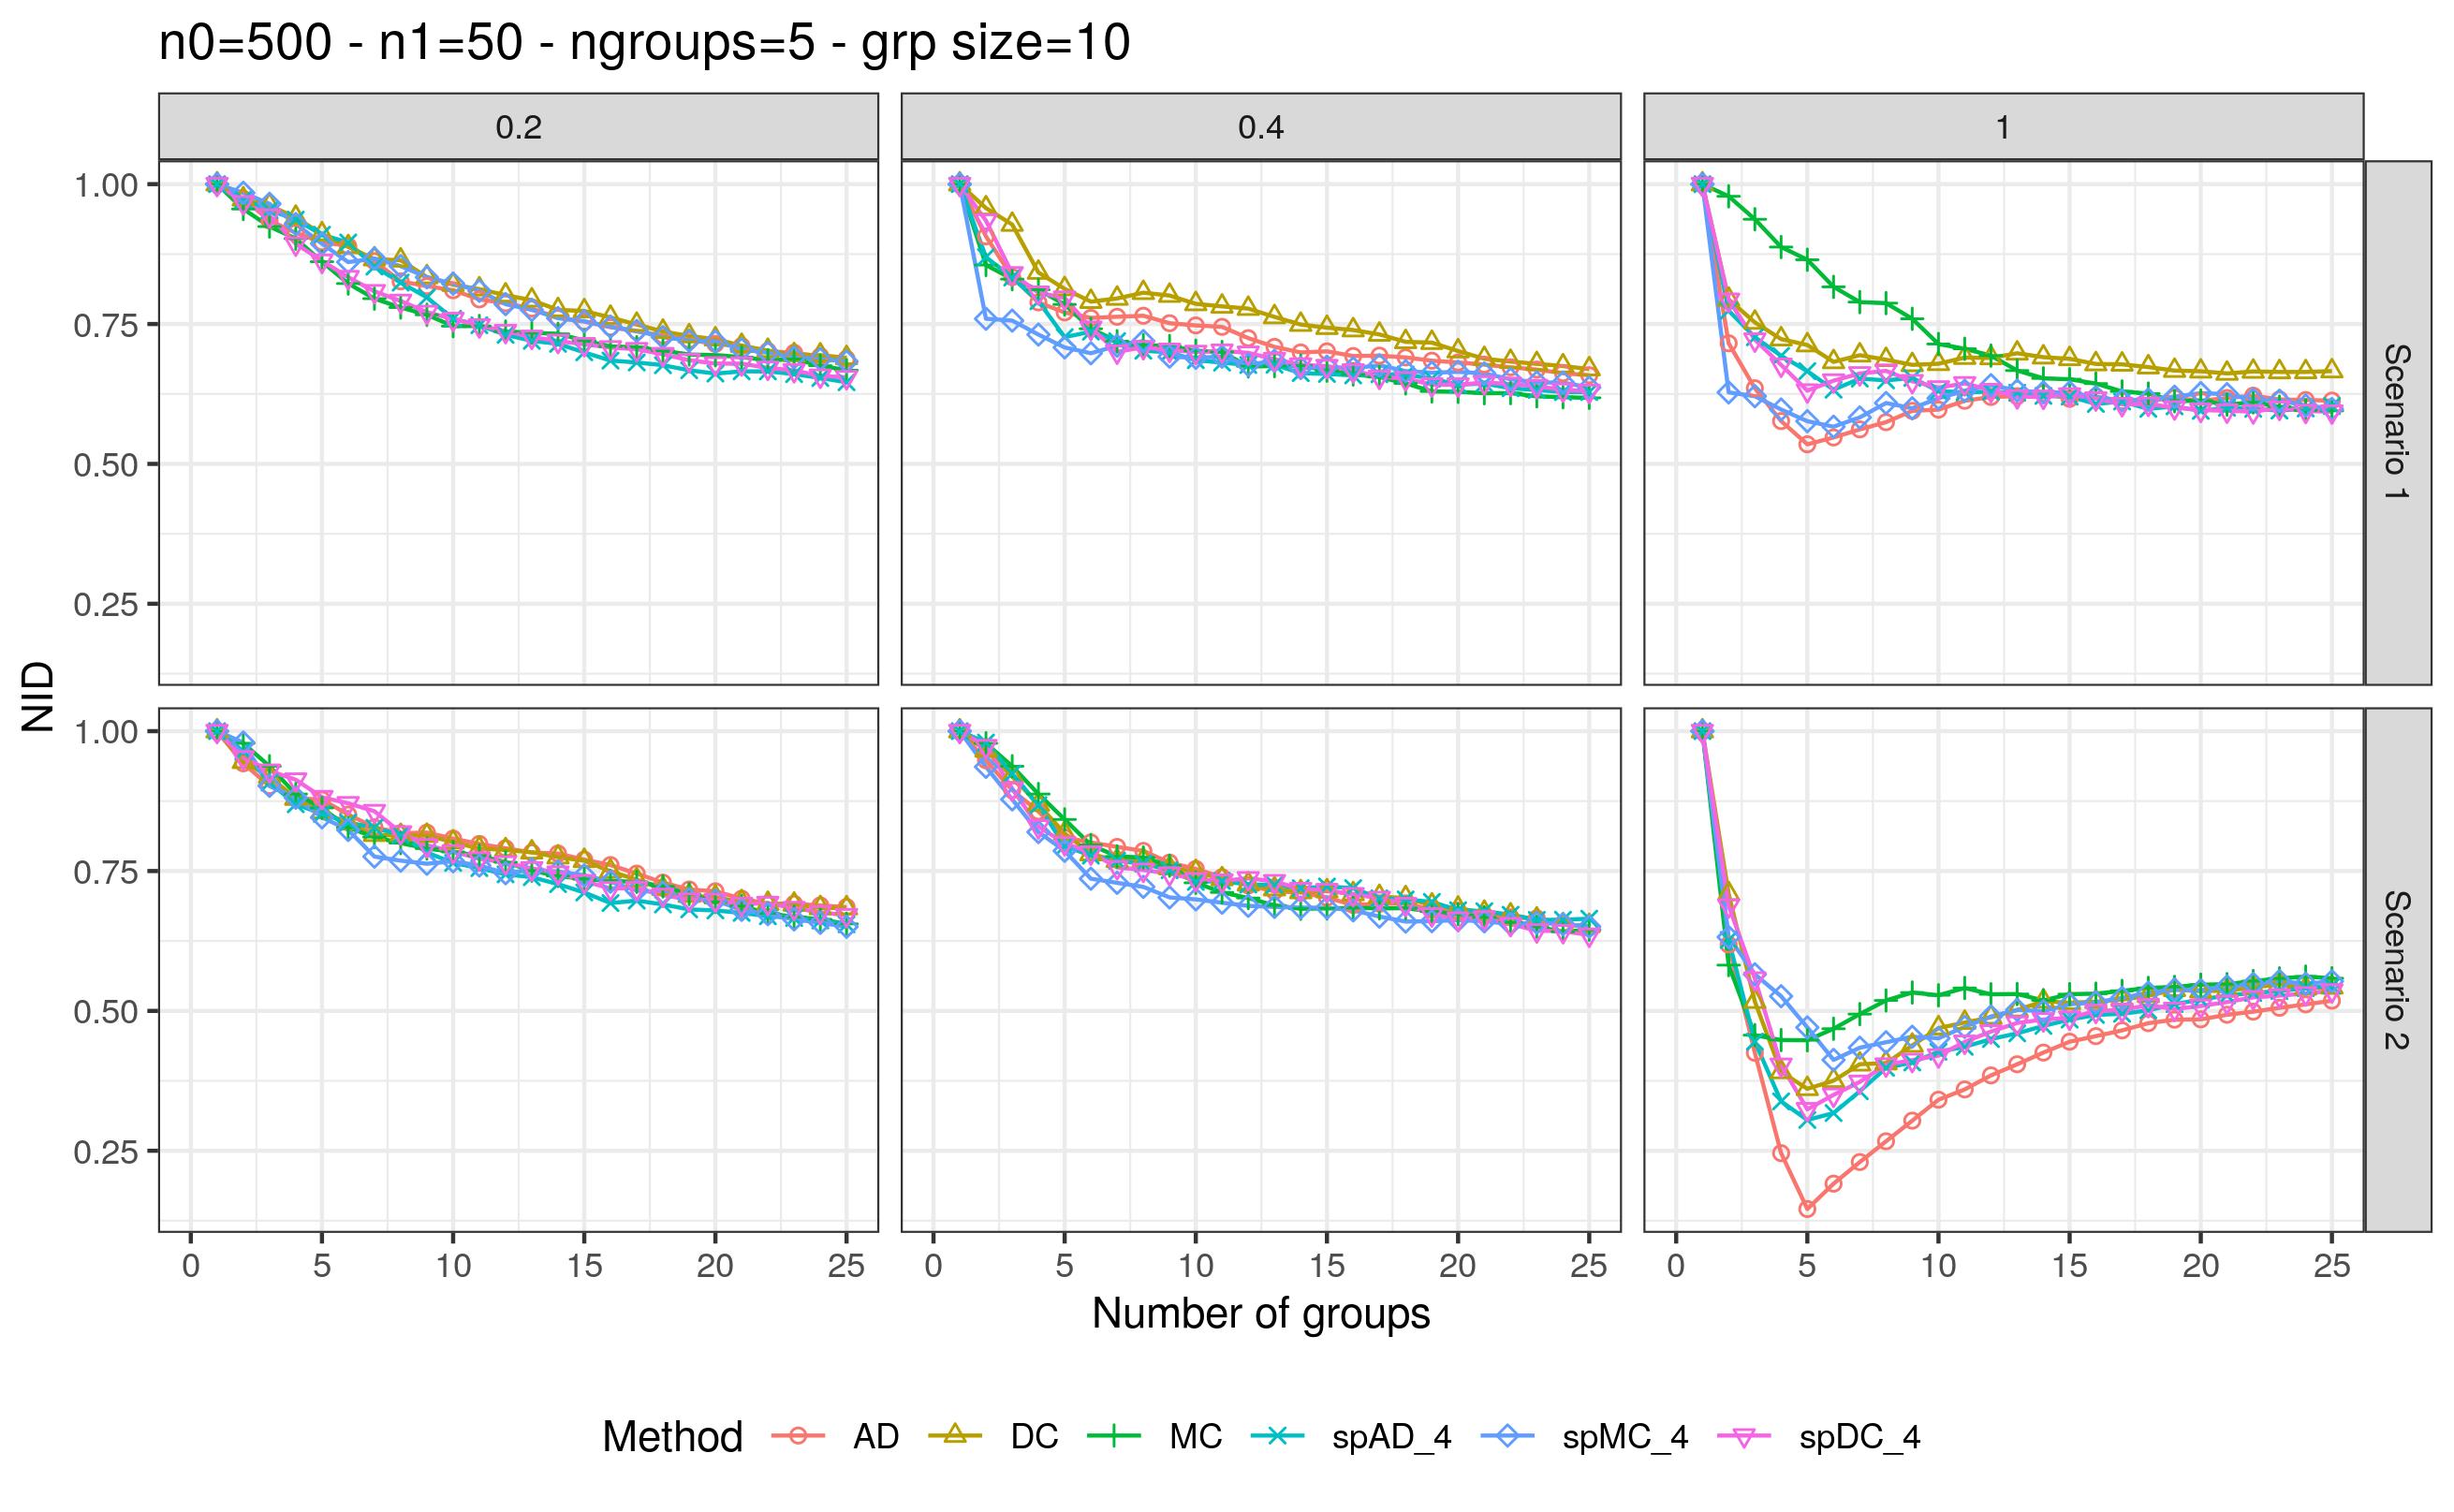 n0=500 - n1=50 - ngroups=5 - grp size=10
0.2 0.4 1
1.00
0.75
0.50
0.25
Scenario 1
NID
1.00
0.75
0.50
0.25
Scenario 2
0 5 10 15 20 25 0 5 10 15 20 25 0 5 10 15 20 25
Number of groups
Method AD DC MC spAD_4 spMC_4 spDC_4